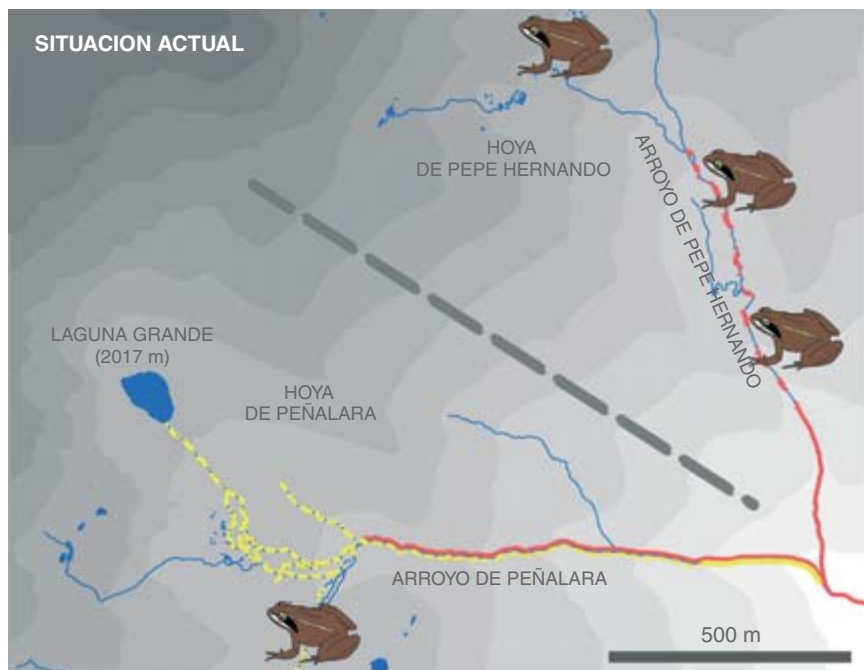 SITUACION ACTUAL
HOYA
DE PEPE HERNANDO
ARROYO DE PEPE HERNANDO
LAGUNA GRANDE
(2017 m)
HOYA
DE PEÑALARA
ARROYO DE PEÑALARA
500 m